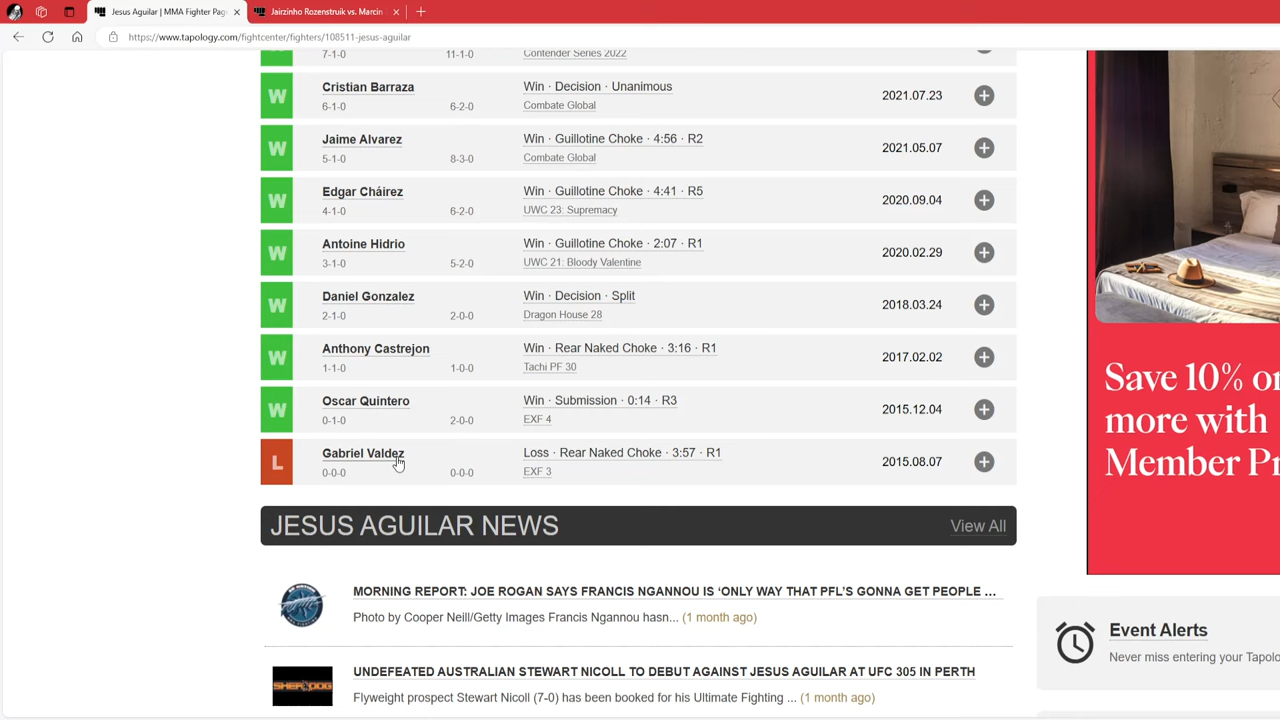 Jesus Aguilar | MMA Fighter Pag
Jairzinho Rozenstruik vs. Marcin
https://www.tapology.com/fightcenter/fighters/108511-jesus-aguilar
7-1-0 11-1-0 Contender Series 2022
W Cristian Barraza Win · Decision · Unanimous 2021.07.23
6-1-0 6-2-0 Combate Global
W Jaime Alvarez Win · Guillotine Choke · 4:56 · R2 2021.05.07
5-1-0 8-3-0 Combate Global
W Edgar Cháirez Win · Guillotine Choke · 4:41 · R5 2020.09.04
4-1-0 6-2-0 UWC 23: Supremacy
W Antoine Hidrio Win · Guillotine Choke · 2:07 · R1 2020.02.29
3-1-0 5-2-0 UWC 21: Bloody Valentine
W Daniel Gonzalez Win · Decision · Split 2018.03.24
2-1-0 2-0-0 Dragon House 28
W Anthony Castrejon Win · Rear Naked Choke · 3:16 · R1 2017.02.02
1-1-0 1-0-0 Tachi PF 30
W Oscar Quintero Win · Submission · 0:14 · R3 2015.12.04
0-1-0 2-0-0 EXF 4
L Gabriel Valdez Loss · Rear Naked Choke · 3:57 · R1 2015.08.07
0-0-0 0-0-0 EXF 3
JESUS AGUILAR NEWS View All
MORNING REPORT: JOE ROGAN SAYS FRANCIS NGANNOU IS ‘ONLY WAY THAT PFL’S GONNA GET PEOPLE ...
Photo by Cooper Neill/Getty Images Francis Ngannou hasn... (1 month ago)
SHERDOG
UNDEFEATED AUSTRALIAN STEWART NICOLL TO DEBUT AGAINST JESUS AGUILAR AT UFC 305 IN PERTH
Flyweight prospect Stewart Nicoll (7-0) has been booked for his Ultimate Fighting ... (1 month ago)
Save 10% or
more with
Member Pr
Event Alerts
Never miss entering your Tapolo